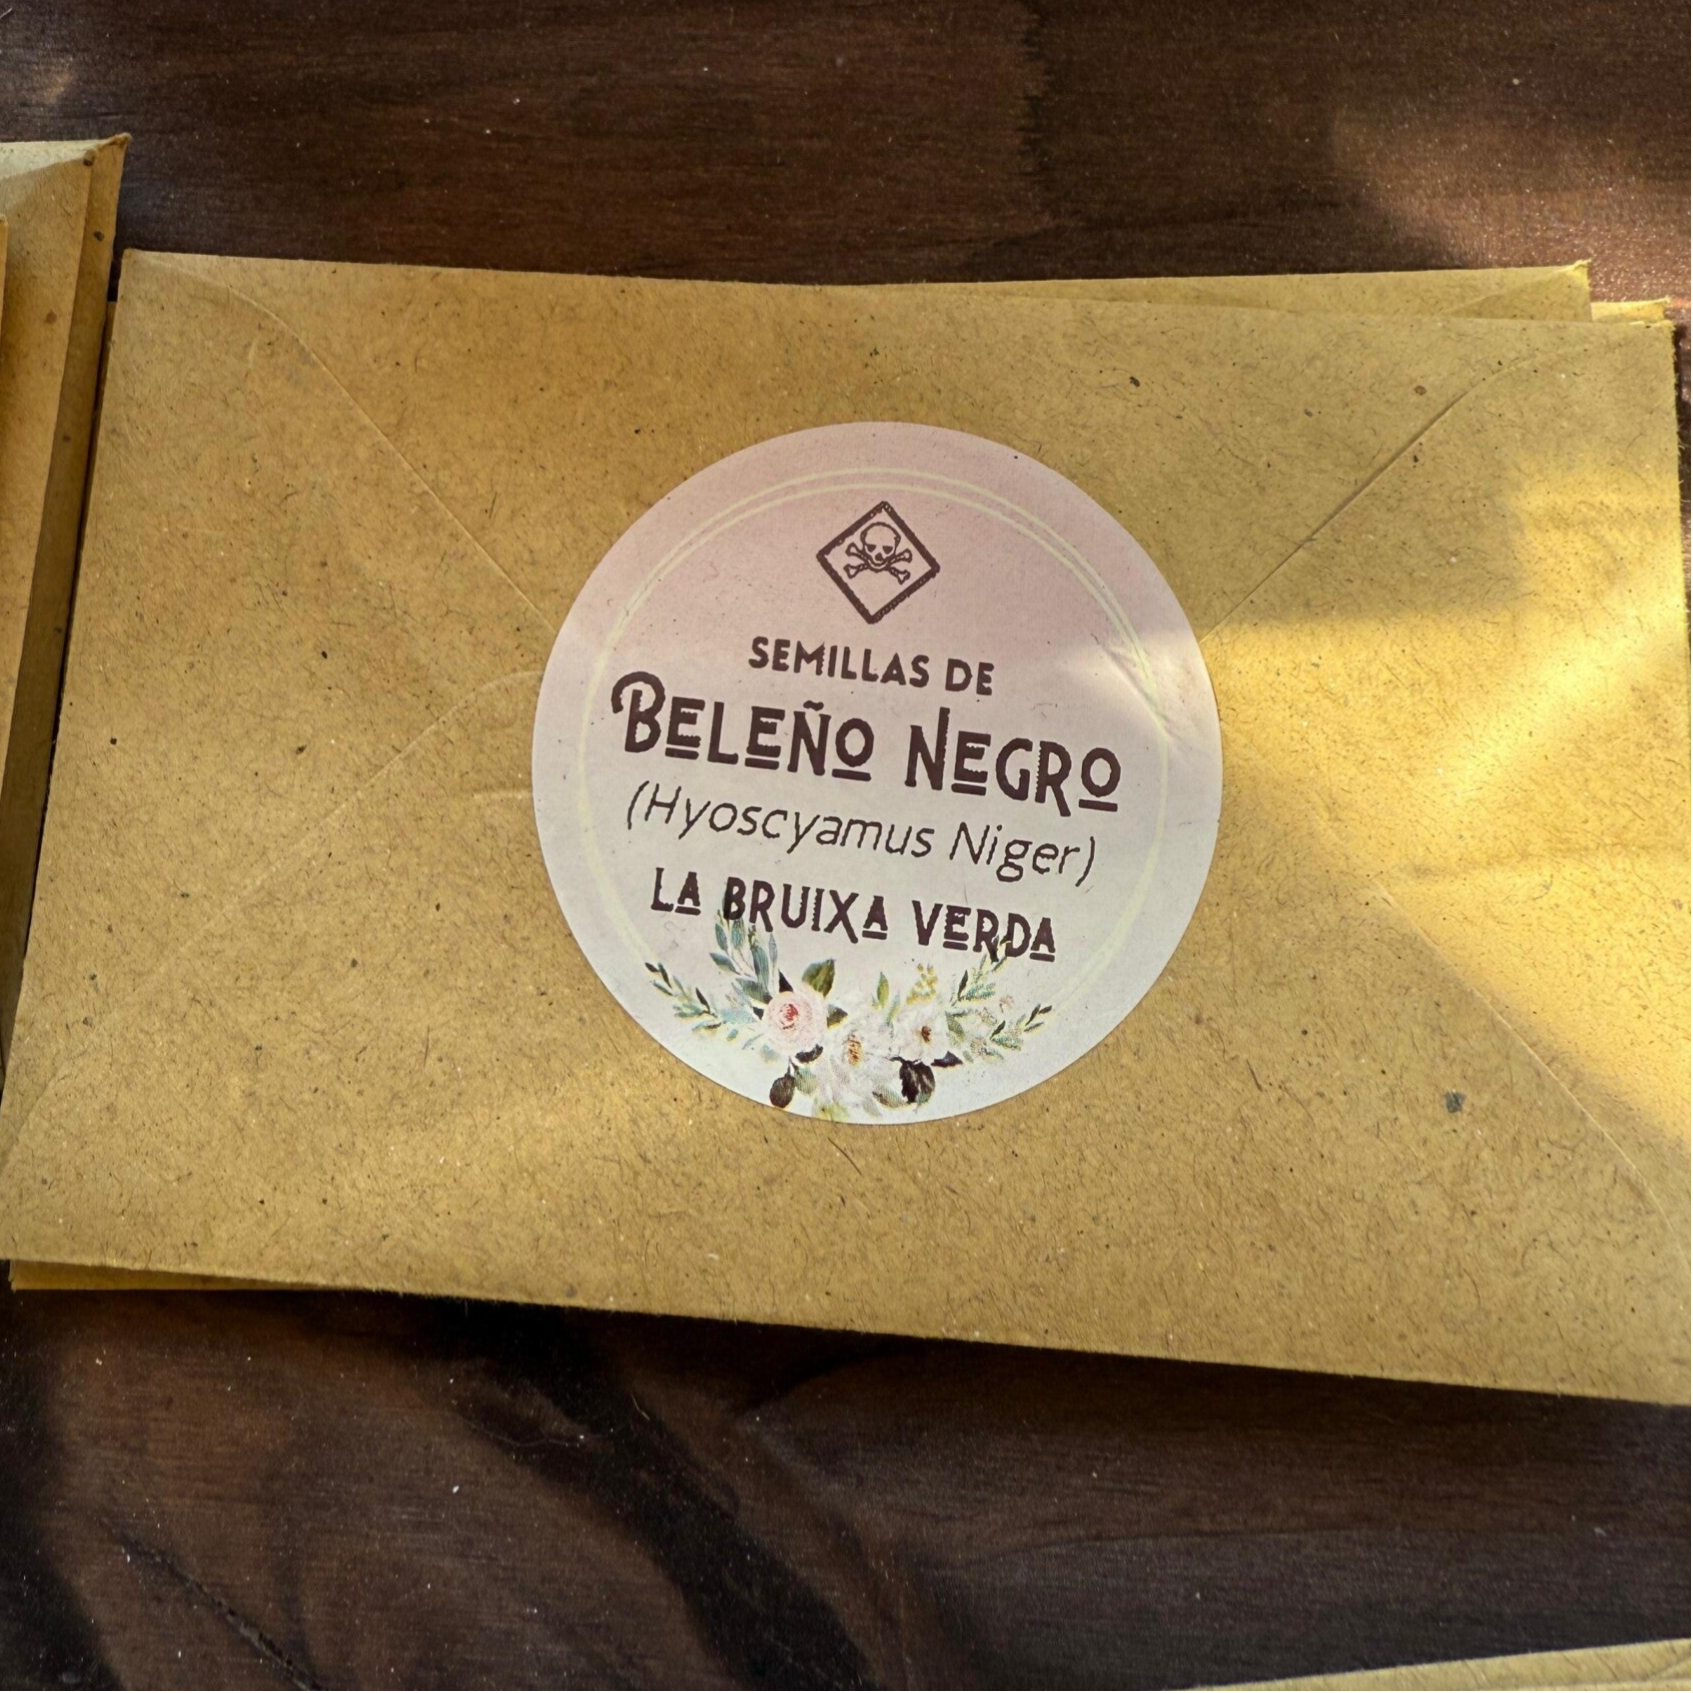 SEMILLAS DE
BELEÑO NEGRO
(Hyoscyamus Niger)
LA BRUIXA VERDA